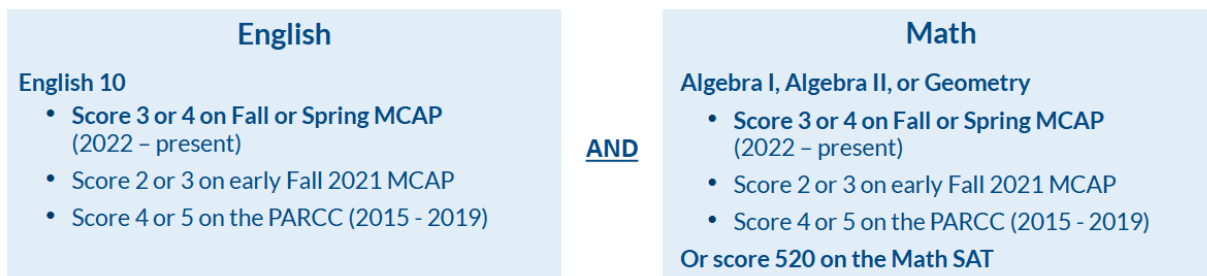 English
English 10
• Score 3 or 4 on Fall or Spring MCAP
(2022 – present)
• Score 2 or 3 on early Fall 2021 MCAP
• Score 4 or 5 on the PARCC (2015 - 2019)
AND
Math
Algebra I, Algebra II, or Geometry
• Score 3 or 4 on Fall or Spring MCAP
(2022 – present)
• Score 2 or 3 on early Fall 2021 MCAP
• Score 4 or 5 on the PARCC (2015 - 2019)
Or score 520 on the Math SAT